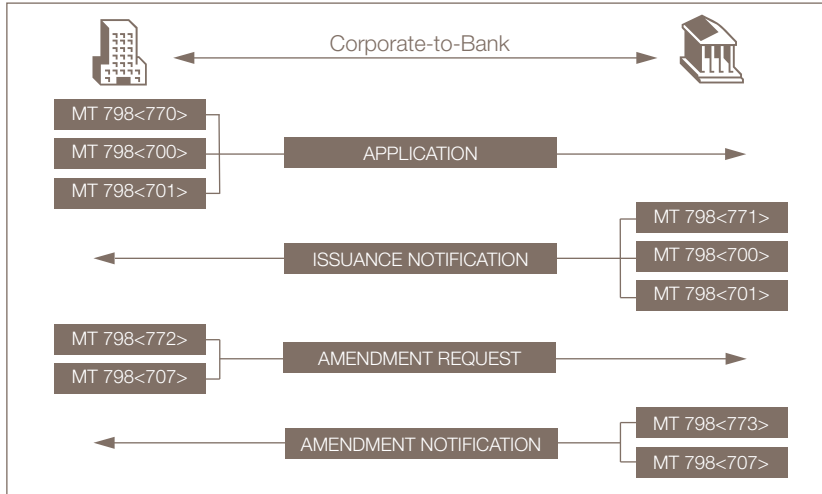 Corporate-to-Bank
MT 798<770>
MT 798<700>
MT 798<701>
APPLICATION
MT 798<771>
MT 798<700>
MT 798<701>
ISSUANCE NOTIFICATION
MT 798<772>
MT 798<707>
AMENDMENT REQUEST
MT 798<773>
MT 798<707>
AMENDMENT NOTIFICATION